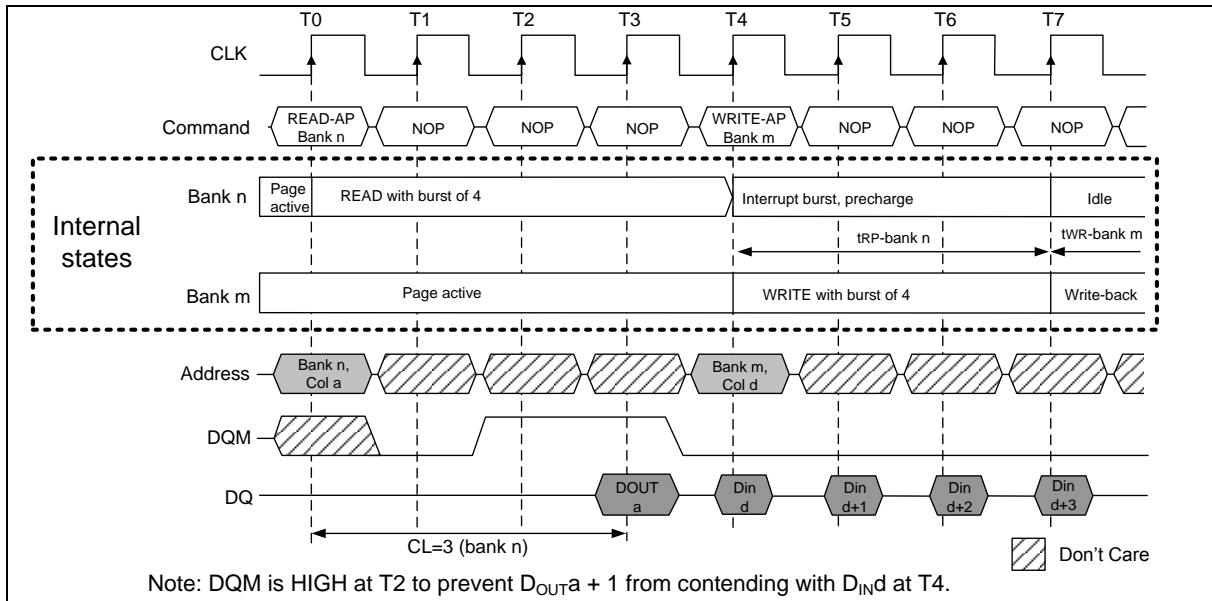 T0 T1 T2 T3 T4 T5 T6 T7
CLK
Command READ-AP Bank n NOP NOP NOP WRITE-AP Bank m NOP NOP NOP
Internal states
Bank n Page active READ with burst of 4 Interrupt burst, precharge Idle
tRP-bank n tWR-bank m
Bank m Page active WRITE with burst of 4 Write-back
Address Bank n, Col a Bank m, Col d
DQM
DQ DOUT a Din d Din d+1 Din d+2 Din d+3
CL=3 (bank n)
Don't Care
Note: DQM is HIGH at T2 to prevent DOUTa + 1 from contending with DINd at T4.